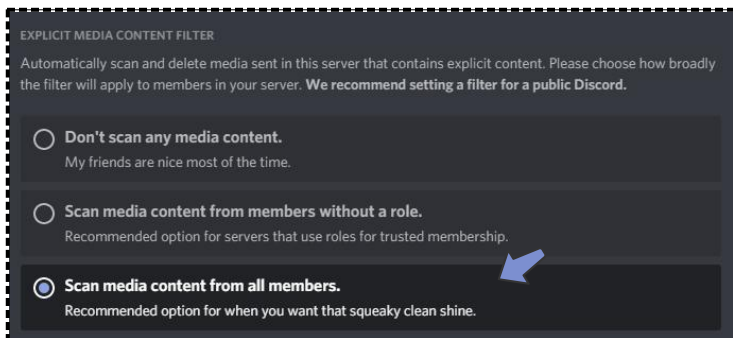 EXPLICIT MEDIA CONTENT FILTER
Automatically scan and delete media sent in this server that contains explicit content. Please choose how broadly
the filter will apply to members in your server. We recommend setting a filter for a public Discord.
Don't scan any media content.
My friends are nice most of the time.
Scan media content from members without a role.
Recommended option for servers that use roles for trusted membership.
Scan media content from all members.
Recommended option for when you want that squeaky clean shine.